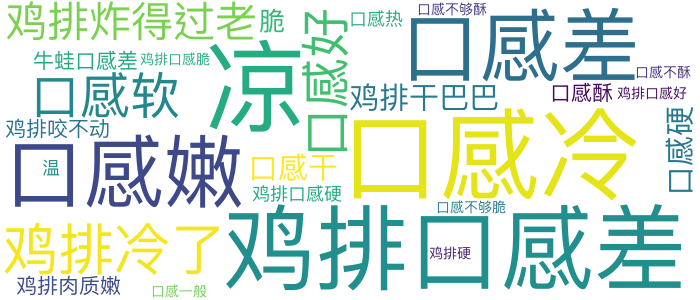 鸡排炸得过老
脆
口感好
口感热
口感不够酥
口感差
牛蛙口感差
鸡排口感脆
凉
口感不酥
口感软
鸡排干巴巴
口感酥
鸡排口感好
鸡排咬不动
口感硬
口感嫩
温
口感干
口感冷
鸡排口感硬
鸡排冷了
鸡排口感差
口感不够脆
鸡排硬
鸡排肉质嫩
口感一般